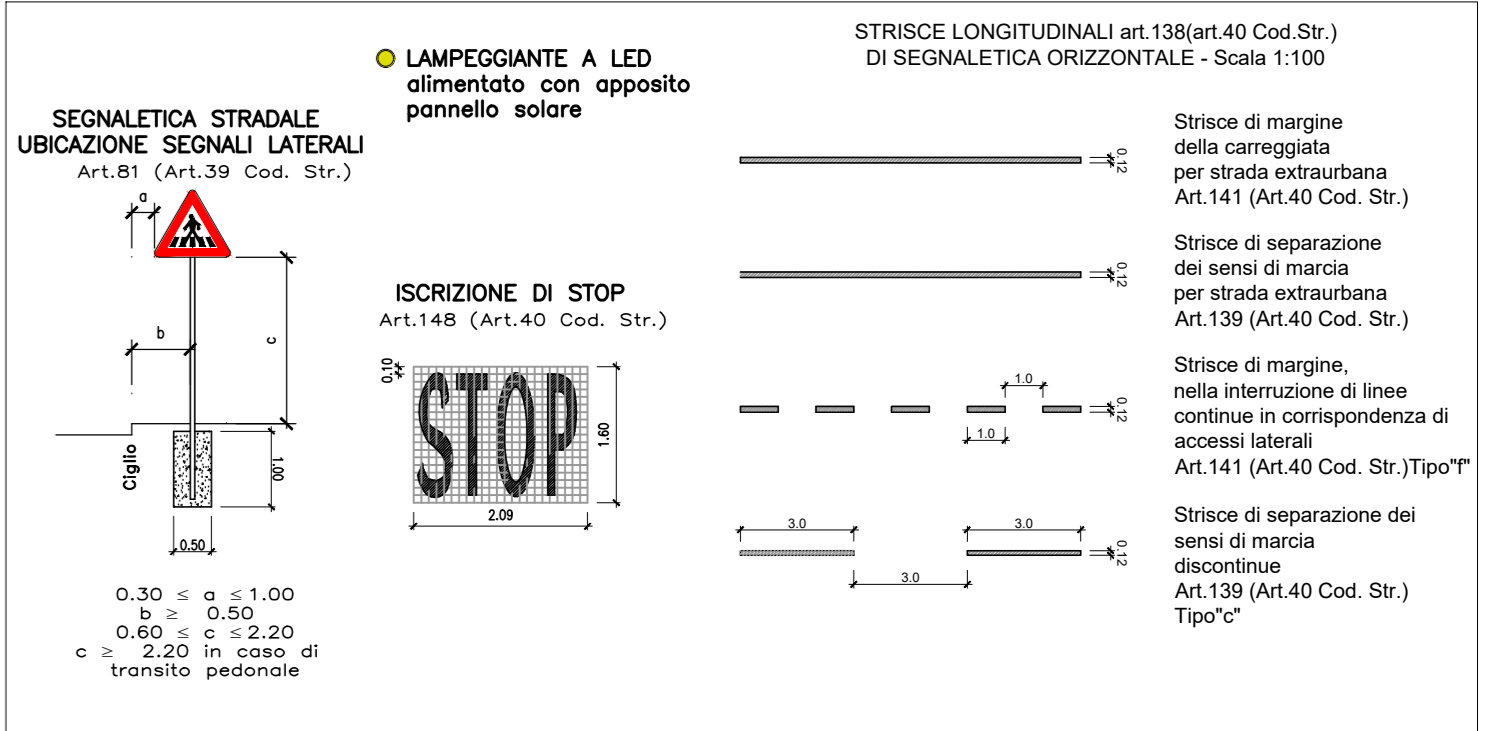 STRISCE LONGITUDINALI art.138(art.40 Cod.Str.)
DI SEGNALETICA ORIZZONTALE - Scala 1:100
LAMPEGGIANTE A LED
alimentato con apposito
pannello solare
SEGNALETICA STRADALE
UBICAZIONE SEGNALI LATERALI
Art.81 (Art.39 Cod. Str.)
a
b
c
Ciglio
1.00
0.50
0.30 ≤ a ≤ 1.00
b ≥ 0.50
0.60 ≤ c ≤ 2.20
c ≥ 2.20 in caso di
transito pedonale
ISCRIZIONE DI STOP
Art.148 (Art.40 Cod. Str.)
0.10
STOP
1.60
2.09
0.12
Strisce di margine
della carreggiata
per strada extraurbana
Art.141 (Art.40 Cod. Str.)
0.12
Strisce di separazione
dei sensi di marcia
per strada extraurbana
Art.139 (Art.40 Cod. Str.)
1.0
1.0
0.12
Strisce di margine,
nella interruzione di linee
continue in corrispondenza di
accessi laterali
Art.141 (Art.40 Cod. Str.)Tipo"f"
3.0
3.0
3.0
0.12
Strisce di separazione dei
sensi di marcia
discontinue
Art.139 (Art.40 Cod. Str.)
Tipo"c"